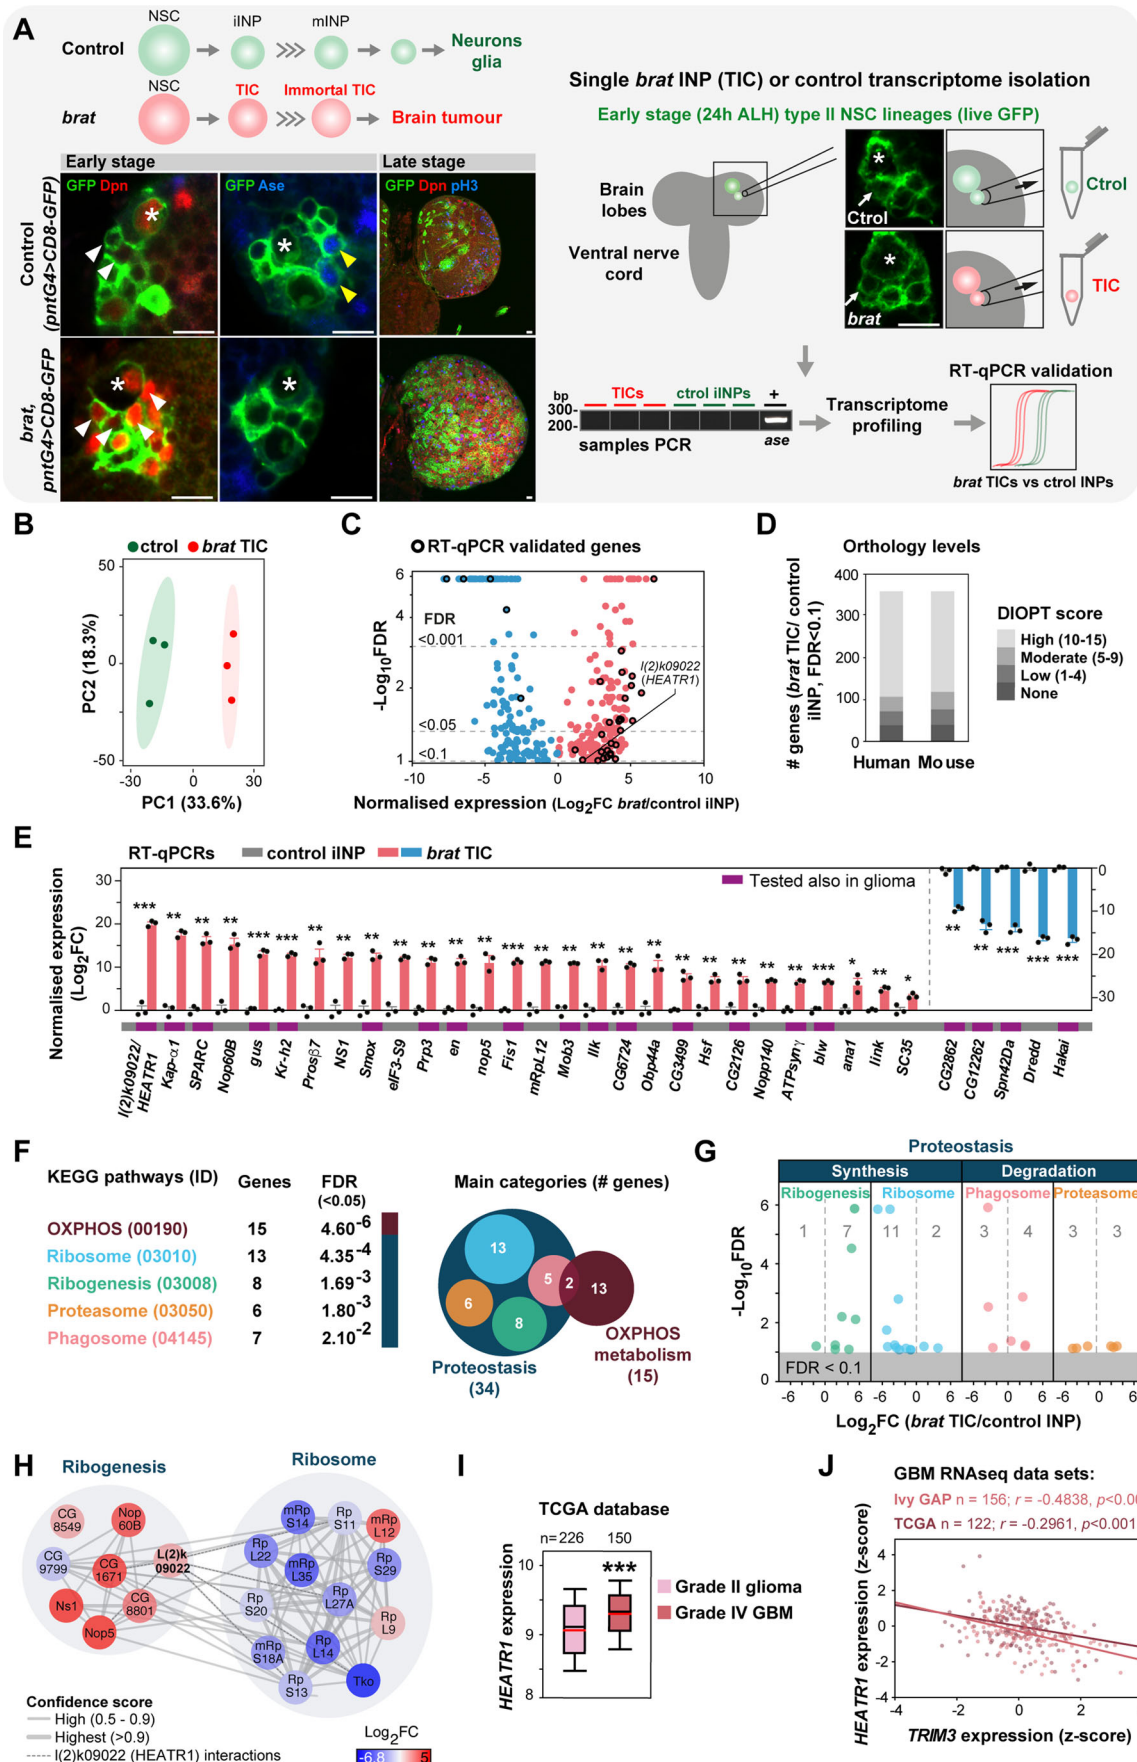 A
NSC
iINP
mINP
Control
Neurons
glia
NSC
TIC
Immortal TIC
brat
Brain tumour
Early stage
Late stage
GFP Dpn
GFP Ase
GFP Dpn pH3
Control
(pntG4>CD8-GFP)
brat,
pntG4>CD8-GFP
*
*
*
*
Single brat INP (TIC) or control transcriptome isolation
Early stage (24h ALH) type II NSC lineages (live GFP)
Brain
lobes
Ventral nerve
cord
*
Ctrol
Ctrol
*
brat
TIC
bp
300-
200-
TICs
ctrol iINPs
+
samples PCR
ase
Transcriptome
profiling
RT-qPCR validation
brat TICs vs ctrol INPs
B
ctrol
brat TIC
PC2 (18.3%)
50
0
-50
-30
0
30
PC1 (33.6%)
C
RT-qPCR validated genes
-Log10FDR
6
4
2
1
FDR
<0.001
<0.05
<0.1
l(2)k09022
(HEATR1)
-10
-5
0
5
10
Normalised expression (Log2FC brat/control iINP)
D
Orthology levels
# genes (brat TIC/ control
iINP, FDR<0.1)
400
300
200
100
0
Human
Mouse
DIOPT score
High (10-15)
Moderate (5-9)
Low (1-4)
None
E
RT-qPCRs
control iINP
brat TIC
Tested also in glioma
Normalised expression
(Log2FC)
30
20
10
0
0
10
20
30
*** ** ** ** *** *** ** ** ** ** ** ** ** *** ** ** ** ** ** ** ** ** ** ** *** * ** *
** ** *** *** ***
l(2)k09022/
HEATR1
Kap-α1
SPARC
Nop60B
gus
Kr-h2
Prosβ7
NiS1
Smox
eIF3-S9
Prp3
en
nop5
Fis1
mRpL12
Mob3
Ilk
CG6724
Obp44a
CG3499
Hsf
CG2126
Nopp140
ATPsynγ
blw
ana1
link
SC35
CG2862
CG12262
Spn42Da
Dredd
Hakai
F
KEGG pathways (ID)
Genes
FDR
(<0.05)
OXPHOS (00190)
15
4.60-6
Ribosome (03010)
13
4.35-4
Ribogenesis (03008)
8
1.69-3
Proteasome (03050)
6
1.80-3
Phagosome (04145)
7
2.10-2
Main categories (# genes)
13
5
2
13
6
8
OXPHOS
metabolism
(15)
Proteostasis
(34)
G
Proteostasis
Synthesis
Degradation
Ribogenesis
Ribosome
Phagosome
Proteasome
1
7
11
2
3
4
3
3
-Log10FDR
6
4
2
0
FDR < 0.1
-6 0 6 -6 0 6 -6 0 6 -6 0 6
Log2FC (brat TIC/control INP)
H
Ribogenesis
Ribosome
CG
8549
Nop
60B
CG
9799
CG
1671
L(2)k
09022
Ns1
CG
8801
Nop5
mRp
S14
Rp
S11
mRp
L12
Rp
L22
mRp
L35
Rp
S29
Rp
S20
Rp
L27A
Rp
L9
mRp
S18A
Rp
L14
Rp
S13
Tko
Confidence score
High (0.5 - 0.9)
Highest (>0.9)
l(2)k09022 (HEATR1) interactions
Log2FC
-6.8
5
I
TCGA database
n=226
150
***
HEATR1 expression
10
9
8
Grade II glioma
Grade IV GBM
J
GBM RNAseq data sets:
Ivy GAP n = 156; r = -0.4838, p<0.00
TCGA n = 122; r = -0.2961, p<0.001
HEATR1 expression (z-score)
4
2
0
-2
-4
-4
-2
0
2
TRIM3 expression (z-score)